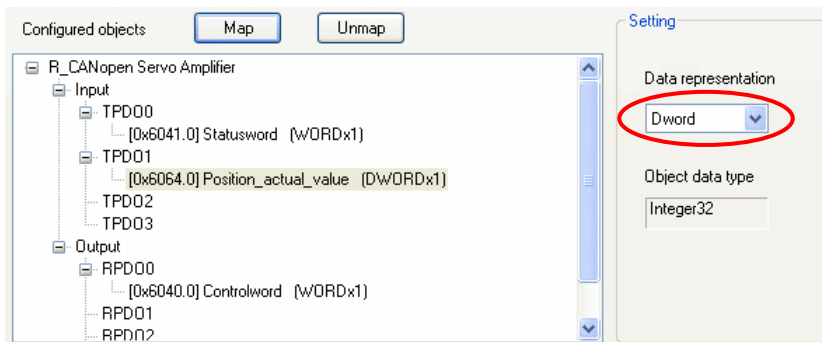 Configured objects
Map
Unmap
R_CANopen Servo Amplifier
Input
TPDO0
[0x6041.0] Statusword (WORDx1)
TPDO1
[0x6064.0] Position_actual_value (DWORDx1)
TPDO2
TPDO3
Output
RPDO0
[0x6040.0] Controlword (WORDx1)
RPDO1
RPDO2
Setting
Data representation
Dword
Object data type
Integer32